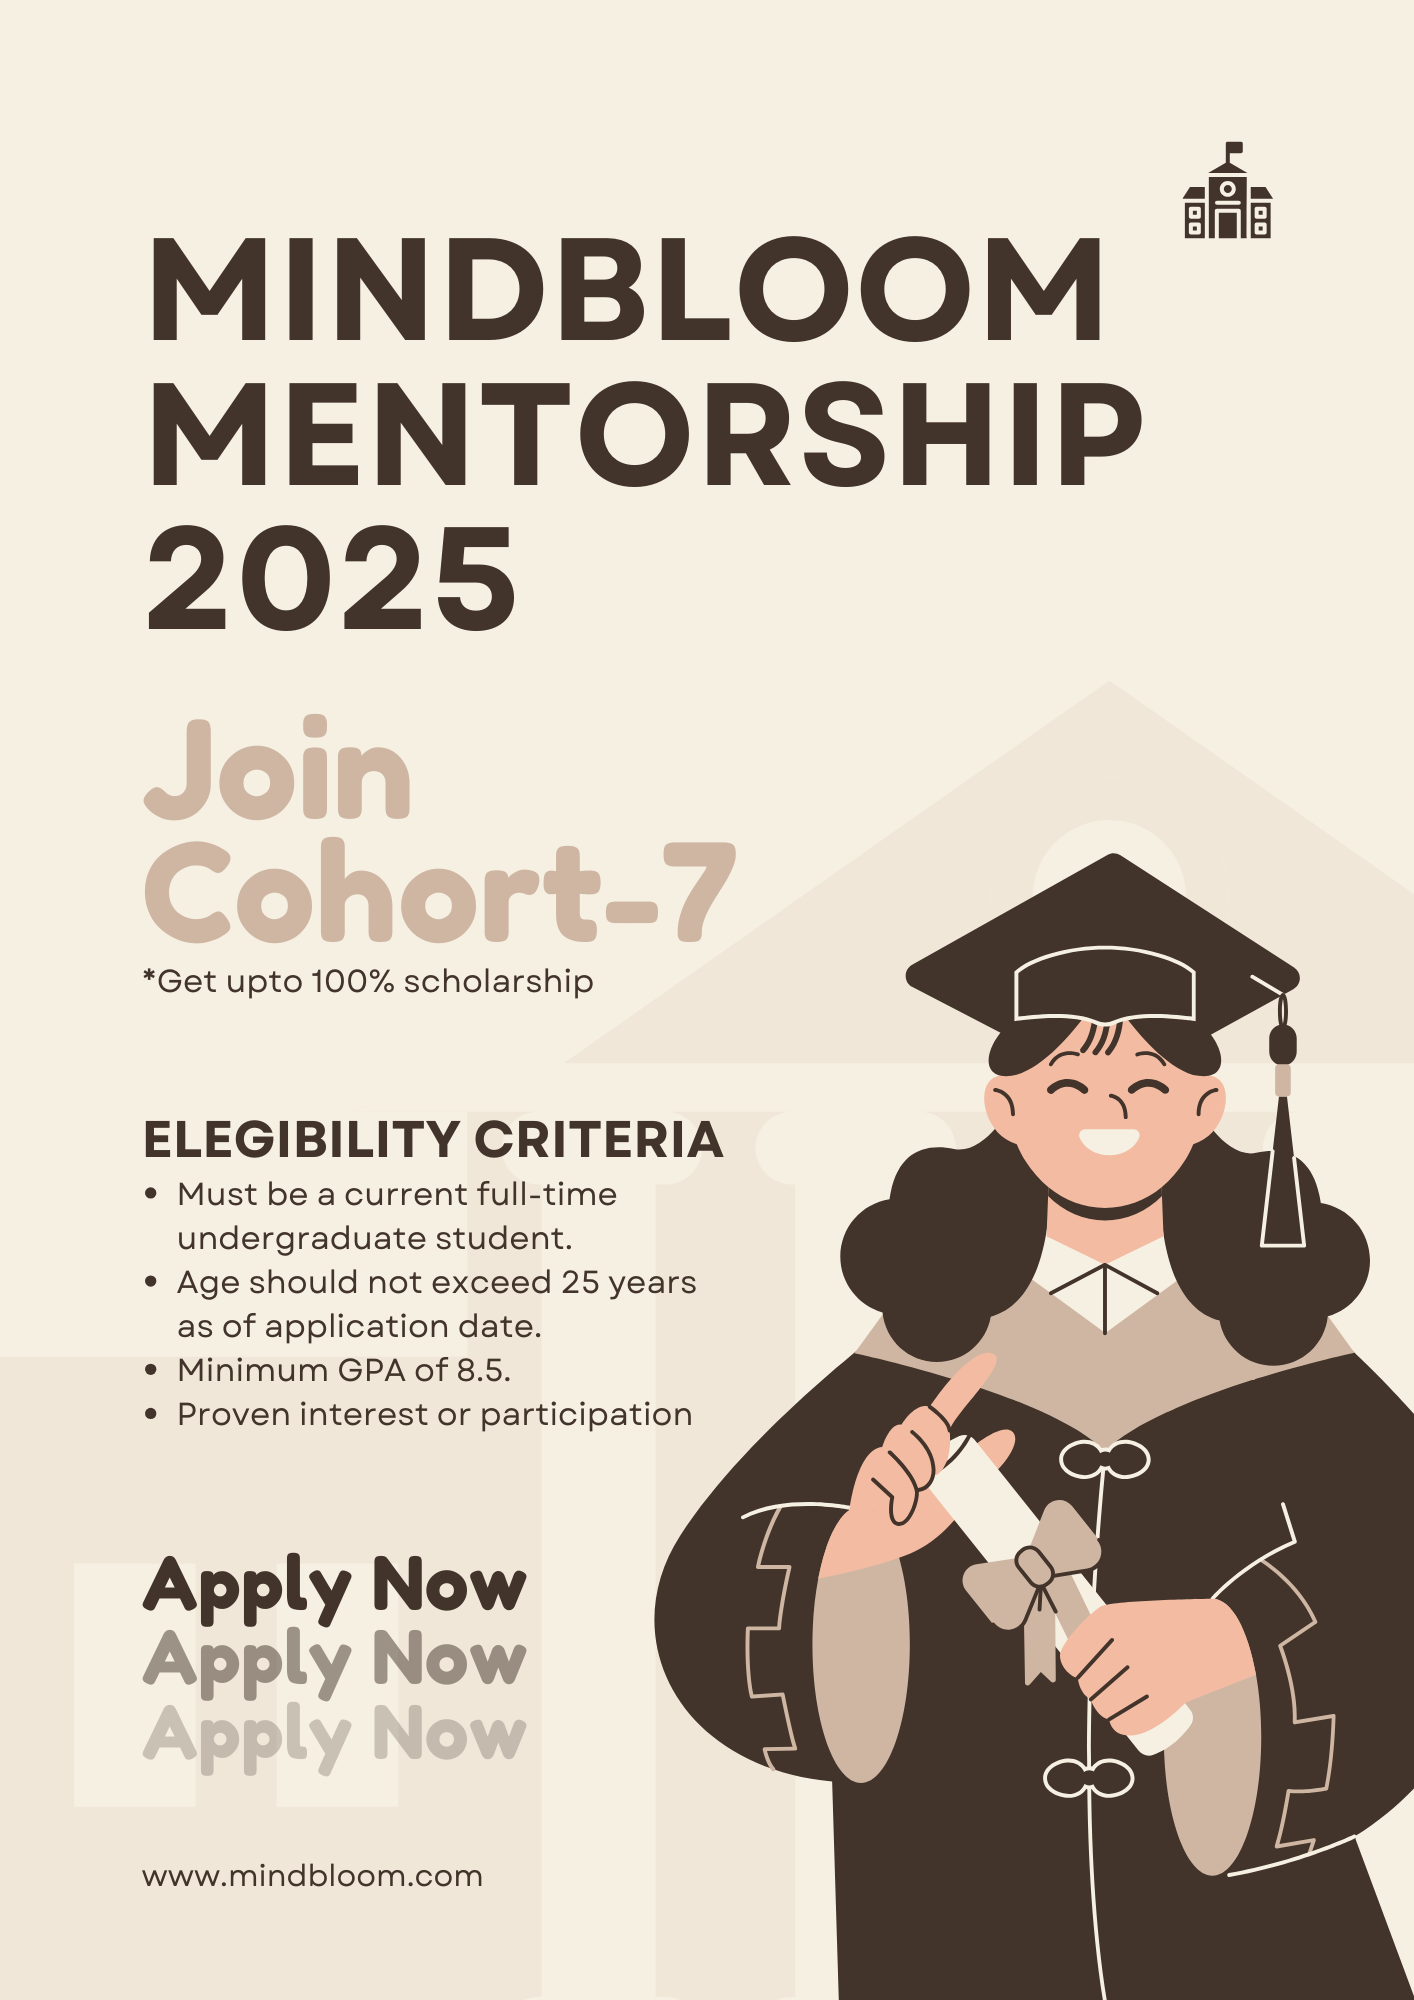 MINDBLOOM
MENTORSHIP
2025
Join
Cohort-7
*Get upto 100% scholarship
ELEGIBILITY CRITERIA
• Must be a current full-time
undergraduate student.
• Age should not exceed 25 years
as of application date.
• Minimum GPA of 8.5.
• Proven interest or participation
Apply Now
Apply Now
Apply Now
www.mindbloom.com